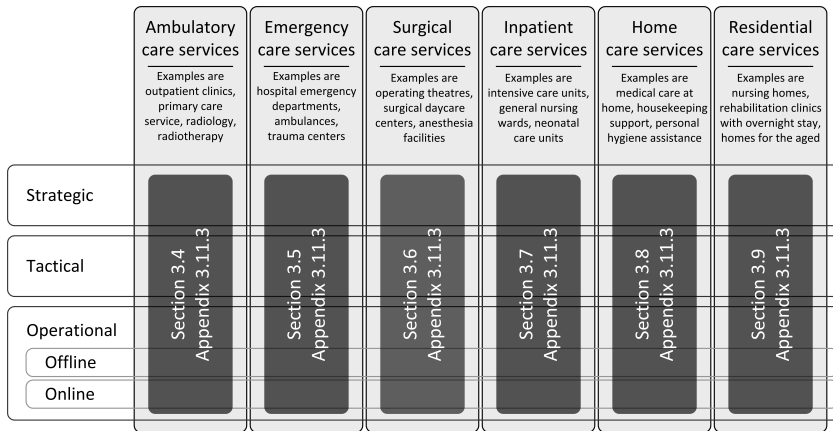 Ambulatory
care services
Examples are
outpatient clinics,
primary care
service, radiology,
radiotherapy
Emergency
care services
Examples are
hospital emergency
departments,
ambulances,
trauma centers
Surgical
care services
Examples are
operating theatres,
surgical daycare
centers, anesthesia
facilities
Inpatient
care services
Examples are
intensive care units,
general nursing
wards, neonatal
care units
Home
care services
Examples are
medical care at
home, housekeeping
support, personal
hygiene assistance
Residential
care services
Examples are
nursing homes,
rehabilitation clinics
with overnight stay,
homes for the aged
Strategic
Tactical
Operational
Offline
Online
Section 3.4
Appendix 3.11.3
Section 3.5
Appendix 3.11.3
Section 3.6
Appendix 3.11.3
Section 3.7
Appendix 3.11.3
Section 3.8
Appendix 3.11.3
Section 3.9
Appendix 3.11.3